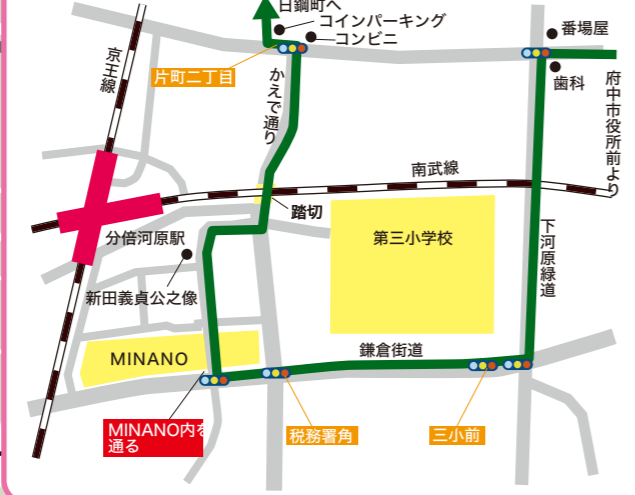 日鋼町へ
コインパーキング
コンビニ
番場屋
京王線
片町二丁目
かえで通り
歯科
府中市役所前より
南武線
踏切
第三小学校
分倍河原駅
下河原緑道
新田義貞公之像
鎌倉街道
MINANO
MINANO内を
通る
税務署角
三小前